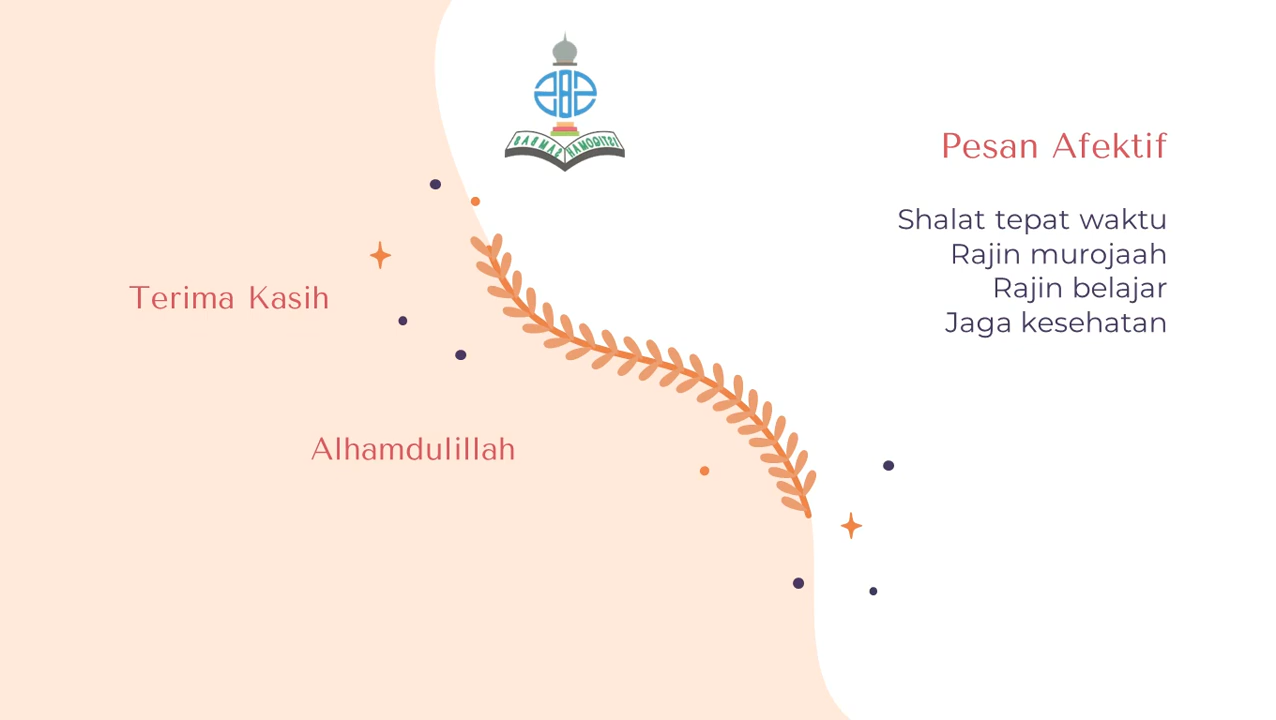 Terima Kasih
Alhamdulillah
Pesan Afektif
Shalat tepat waktu
Rajin murojaah
Rajin belajar
Jaga kesehatan